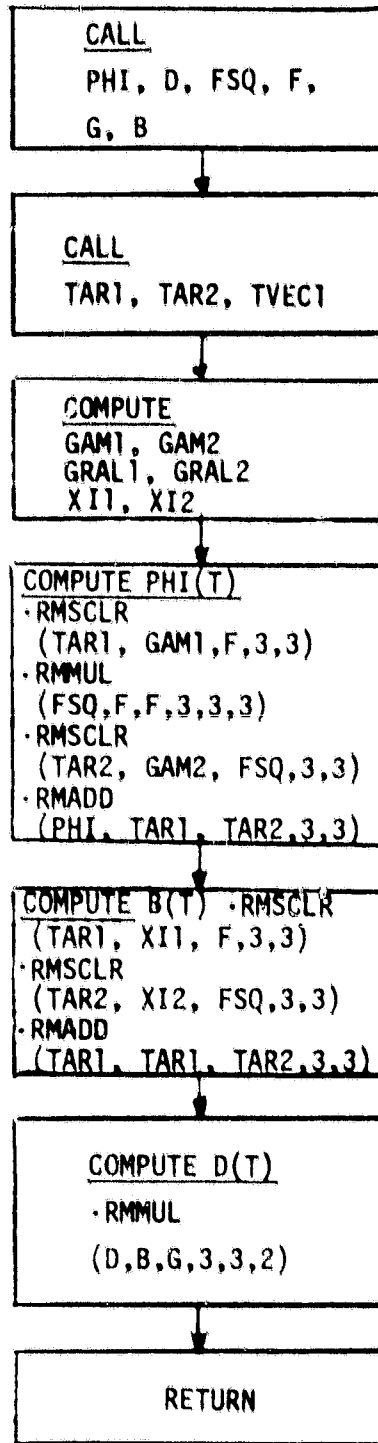 CALL
PHI, D, FSQ, F,
G, B
CALL
TAR1, TAR2, TVEC1
COMPUTE
GAM1, GAM2
GRAL1, GRAL2
XI1, XI2
COMPUTE PHI(T)
·RMSCLR
(TAR1, GAM1,F,3,3)
·RMMUL
(FSQ,F,F,3,3,3)
·RMSCLR
(TAR2, GAM2, FSQ,3,3)
·RMADD
(PHI, TAR1, TAR2,3,3)
COMPUTE B(T) ·RMSCLR
(TAR1, XI1, F,3,3)
·RMSCLR
(TAR2, XI2, FSQ,3,3)
·RMADD
(TAR1, TAR1, TAR2,3,3)
COMPUTE D(T)
·RMMUL
(D,B,G,3,3,2)
RETURN